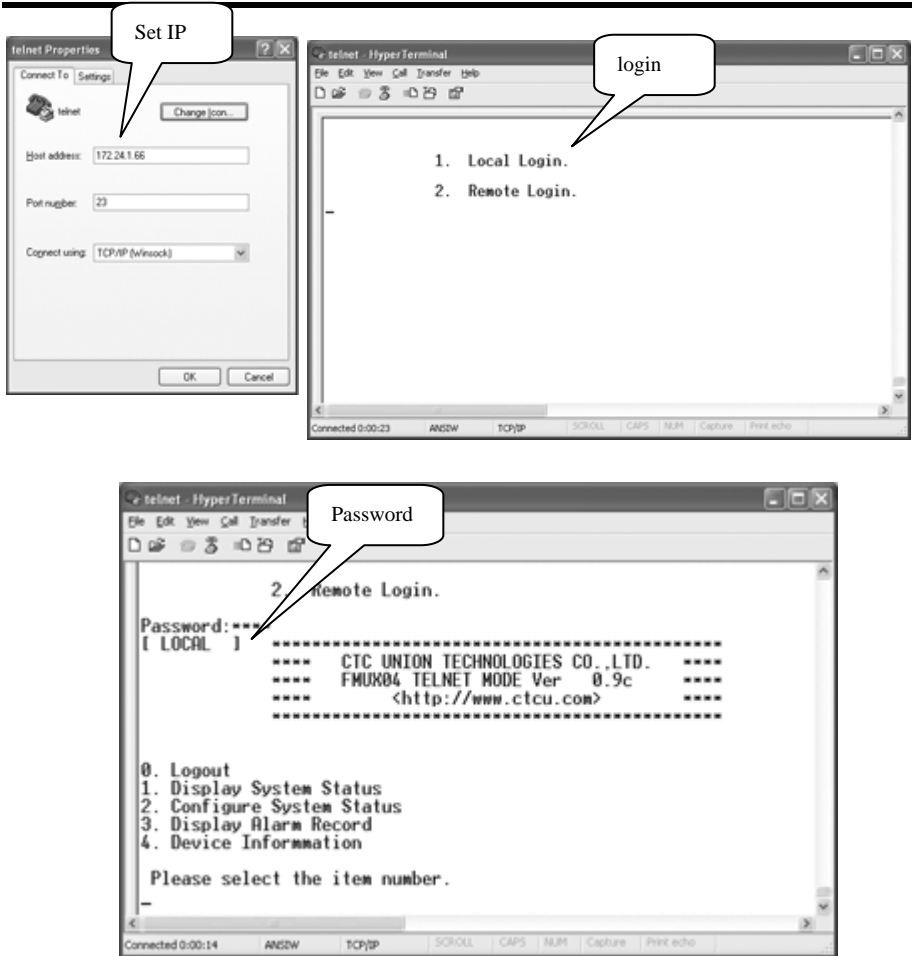 Set IP
telnet Properties
Connect To Settings
telnet
Change Icon...
Host address: 172.24.1.66
Port number: 23
Connect using: TCP/IP (Winsock)
OK Cancel
login
telnet - HyperTerminal
File Edit View Call Transfer Help
1. Local Login.
2. Remote Login.
Connected 0:00:23 ANSIW TCP/IP SCROLL CAPS NUM Capture Print echo
Password
telnet - HyperTerminal
File Edit View Call Transfer
2. Remote Login.
Password:****
[ LOCAL ] *********************************************
**** CTC UNION TECHNOLOGIES CO.,LTD. ****
**** FMUX04 TELNET MODE Ver 0.9c ****
**** <http://www.ctcu.com> ****
*********************************************
0. Logout
1. Display System Status
2. Configure System Status
3. Display Alarm Record
4. Device Informmation
Please select the item number.
Connected 0:00:14 ANSIW TCP/IP SCROLL CAPS NUM Capture Print echo